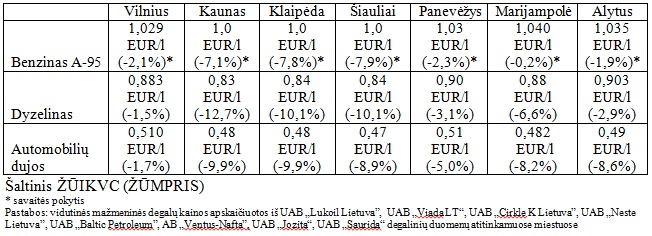 Vilnius Kaunas Klaipėda Šiauliai Panevėžys Marijampolė Alytus
1,029 1,0 1,0 1,0 1,03 1,040 1,035
EUR/l EUR/l EUR/l EUR/l EUR/l EUR/l EUR/l
Benzinas A-95 (-2,1%)* (-7,1%)* (-7,8%)* (-7,9%)* (-2,3%)* (-0,2%)* (-1,9%)*
0,883 0,83 0,84 0,84 0,90 0,88 0,903
EUR/l EUR/l EUR/l EUR/l EUR/l EUR/l EUR/l
Dyzelinas (-1,5%) (-12,7%) (-10,1%) (-10,1%) (-3,1%) (-6,6%) (-2,9%)
0,510 0,48 0,48 0,47 0,51 0,482 0,49
Automobilių EUR/l EUR/l EUR/l EUR/l EUR/l EUR/l EUR/l
dujos (-1,7%) (-9,9%) (-9,9%) (-8,9%) (-5,0%) (-8,2%) (-8,6%)
Šaltinis ŽŪIKVC (ŽŪMPRIS)
* savaitės pokytis
Pastabos: vidutinės mažmeninės degalų kainos apskaičiuotos iš UAB „Lukoil Lietuva", UAB „Viada LT“, UAB „Cirkle K Lietuva", UAB „Neste
Lietuva", UAB „Baltic Petroleum", AB „Ventus-Nafta", UAB „Jozita", UAB „Saurida" degalinių duomenų atitinkamuose miestuose